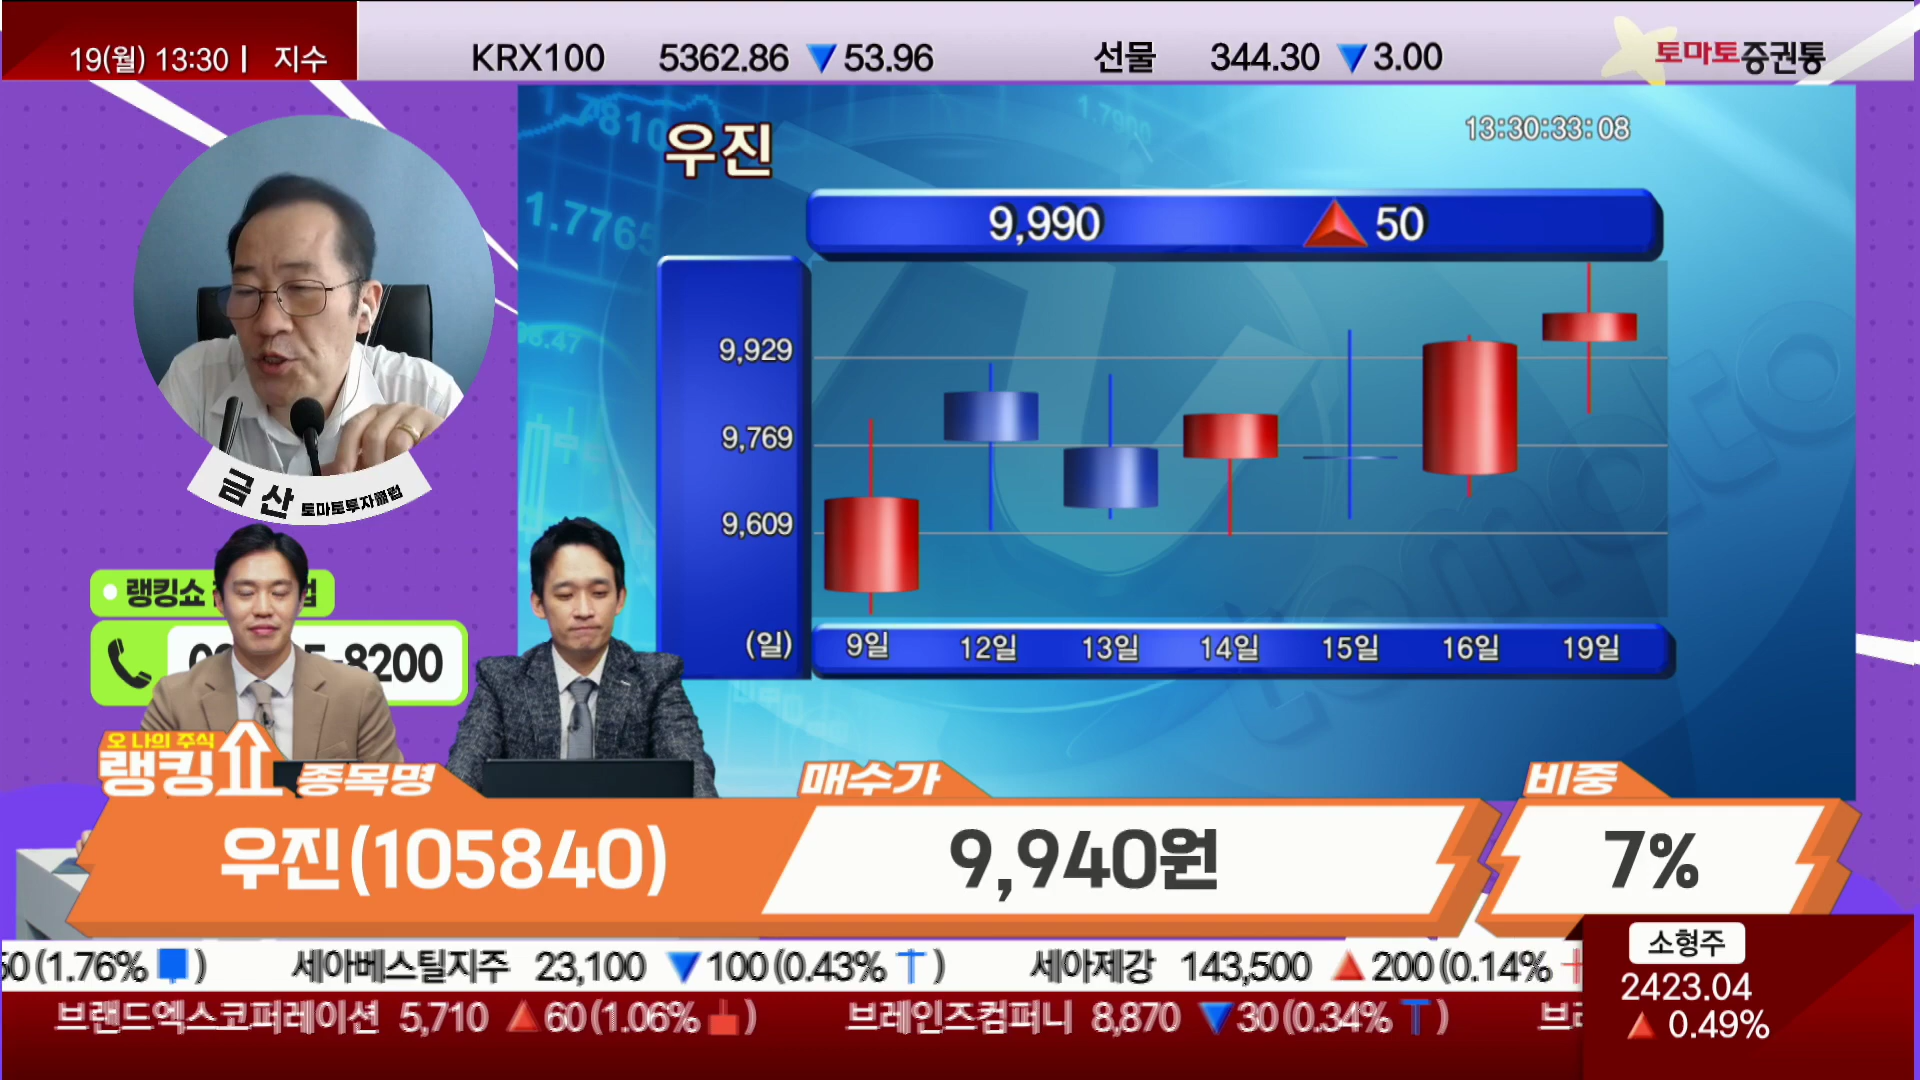 19(월) 13:30 | 지수
KRX100 5362.86 ▼ 53.96 선물 344.30 ▼ 3.00
토마토증권통
우진
13:30:33:08
9,990 ▲ 50
9,929
9,769
9,609
(일) 9일 12일 13일 14일 15일 16일 19일
금산 토마토투자클럽
랭킹쇼
8200
오 나의 주식
랭킹쇼
종목명 매수가 비중
우진(105840) 9,940원 7%
50(1.76% ) 세아베스틸지주 23,100 ▼ 100(0.43% ) 세아제강 143,500 ▲ 200(0.14%
브랜드엑스코퍼레이션 5,710 ▲ 60(1.06% ) 브레인즈컴퍼니 8,870 ▼ 30(0.34% )
소형주
2423.04
▲ 0.49%